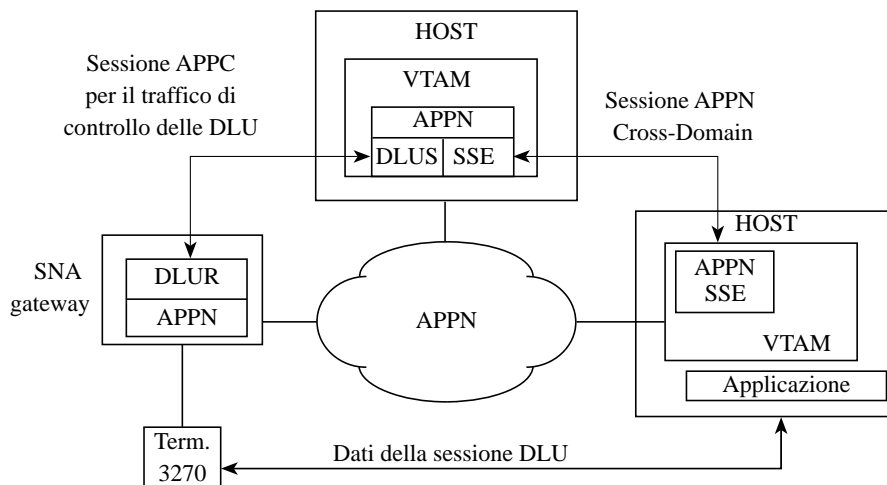 HOST
Sessione APPC
per il traffico di
controllo delle DLU
VTAM
APPN
DLUS
SSE
Sessione APPN
Cross-Domain
SNA
gateway
DLUR
APPN
APPN
HOST
APPN
SSE
VTAM
Applicazione
Term.
3270
Dati della sessione DLU